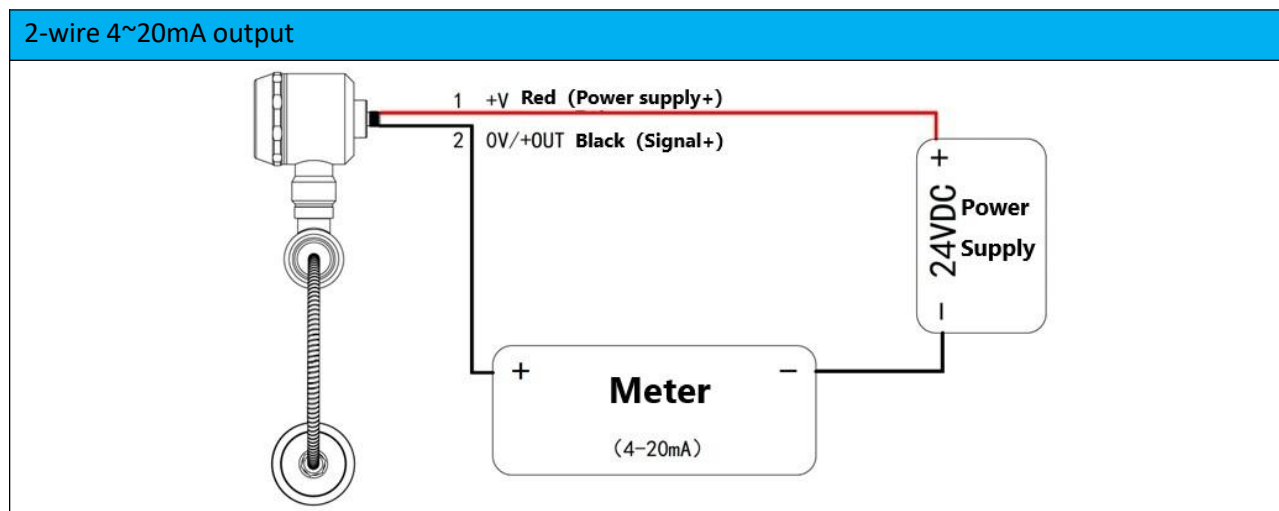 2-wire 4~20mA output
1 +V Red (Power supply+)
2 0V/+OUT Black (Signal+)
+
24VDC
Power
Supply
−
+ Meter −
(4-20mA)